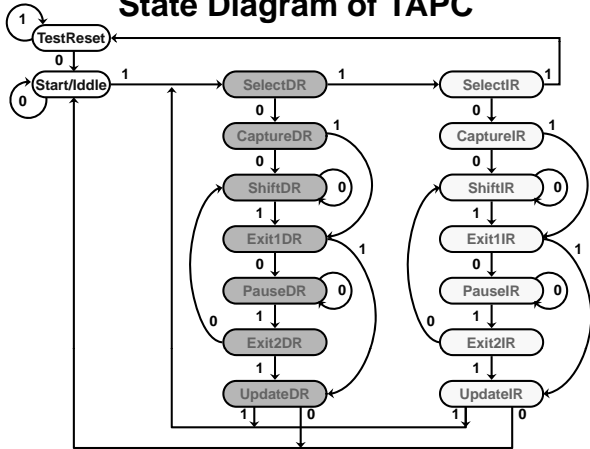 State Diagram of TAPC
1
TestReset
0
Start/Iddle
1
SelectDR
1
SelectIR
1
0
0
0
CaptureDR
1
CaptureIR
1
0
0
ShiftDR
0
ShiftIR
0
1
1
Exit1DR
1
Exit1IR
1
0
0
PauseDR
0
PauseIR
0
0
1
0
1
Exit2DR
Exit2IR
1
1
UpdateDR
UpdateIR
1
0
1
0